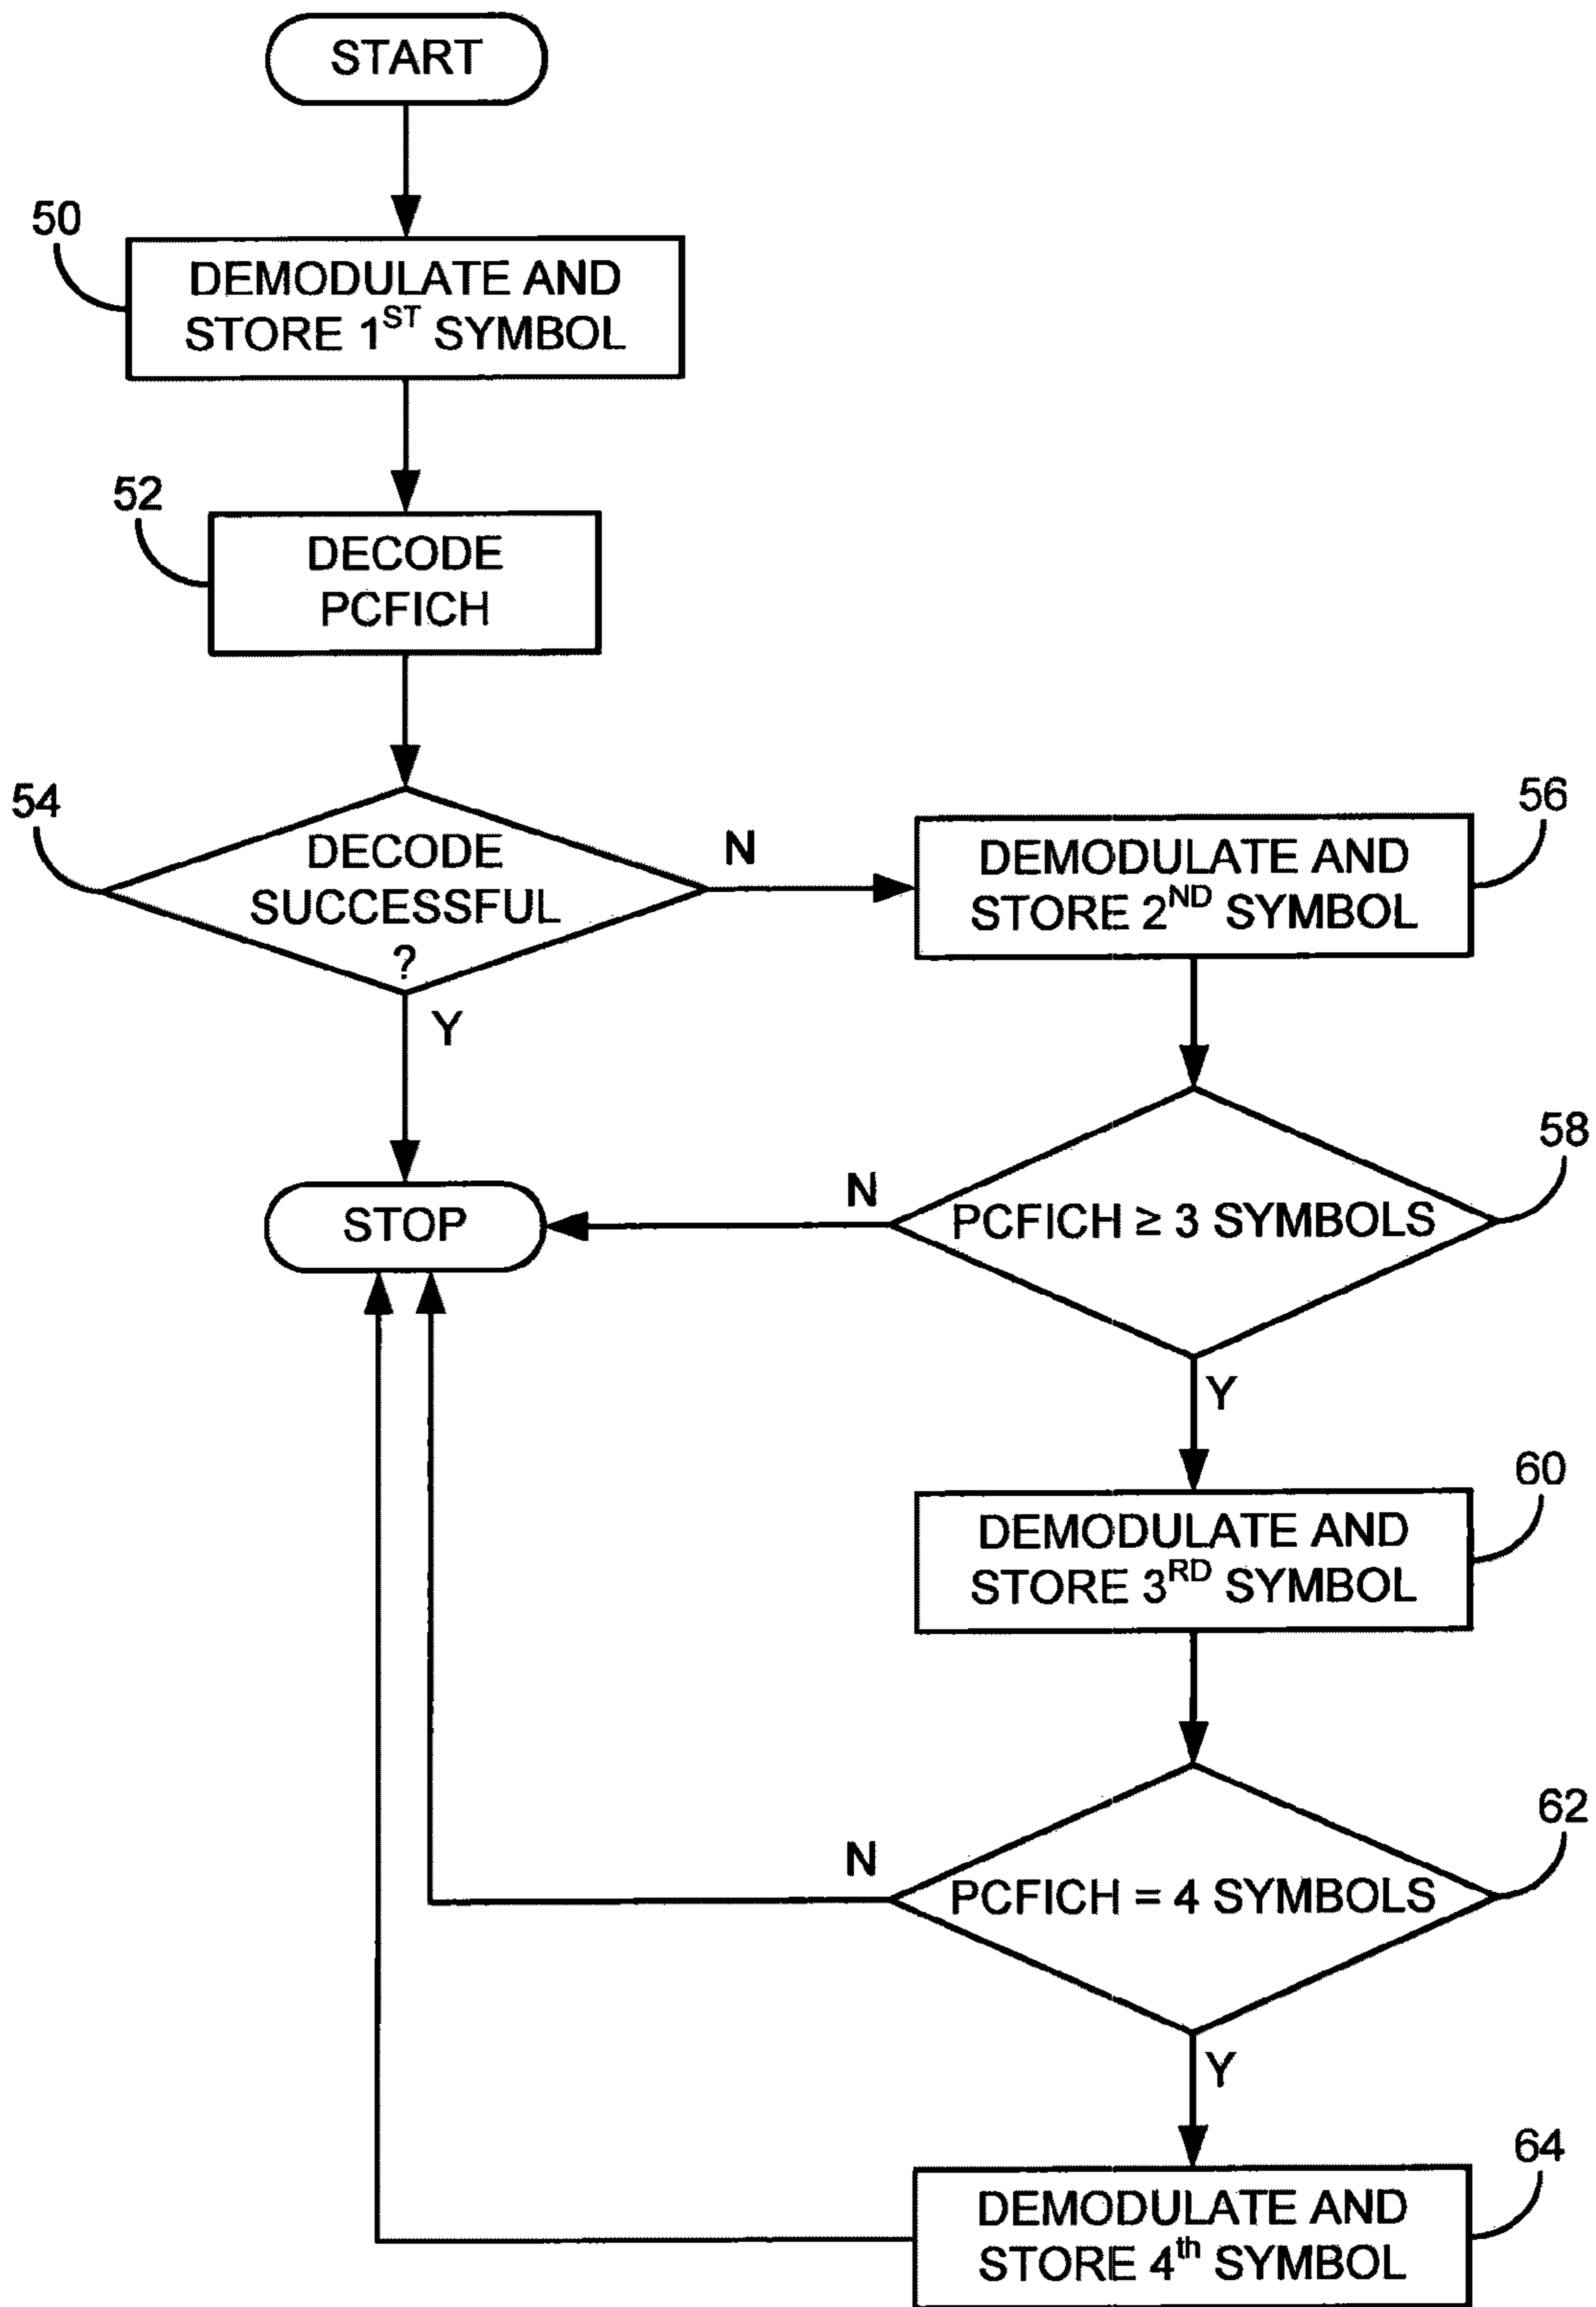 START
50
DEMODULATE AND
STORE 1ST SYMBOL
52
DECODE
PCFICH
54
DECODE
SUCCESSFUL
?
N
Y
56
DEMODULATE AND
STORE 2ND SYMBOL
58
PCFICH ≥ 3 SYMBOLS
N
STOP
Y
60
DEMODULATE AND
STORE 3RD SYMBOL
62
N
PCFICH = 4 SYMBOLS
Y
64
DEMODULATE AND
STORE 4th SYMBOL